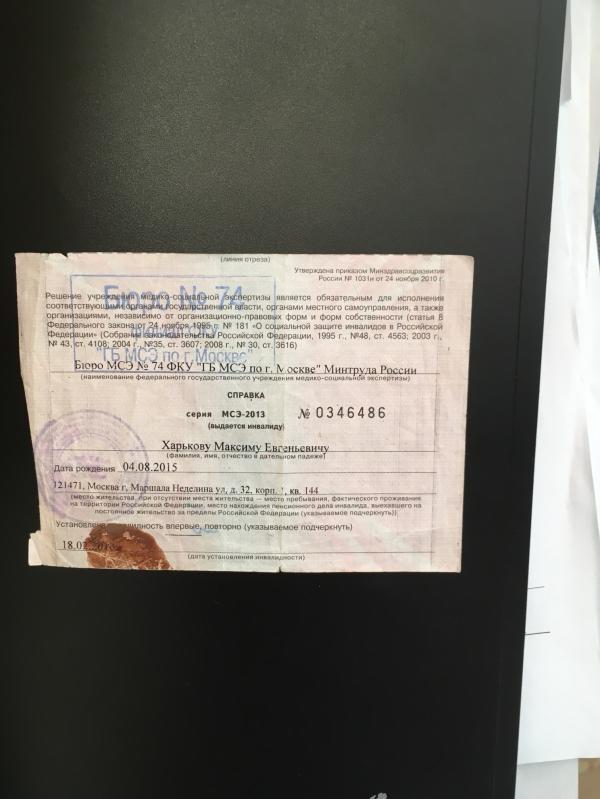 (линия отреза)
Утверждена приказом Минздравсоцразвития
России № 1031н от 24 ноября 2010 г.
Бюро № 74
"ГБ МСЭ по г. Москве"
Решение учреждения медико-социальной экспертизы является обязательным для исполнения
соответствующими органами государственной власти, органами местного самоуправления, а также
организациями, независимо от организационно-правовых форм и форм собственности (статья 8
Федерального закона от 24 ноября 1995 г. № 181 «О социальной защите инвалидов в Российской
Федерации» (Собрание законодательства Российской Федерации, 1995 г., №48, ст. 4563; 2003 г.,
№ 43, ст. 4108; 2004 г., №35, ст. 3607; 2008 г., № 30, ст. 3616)
Бюро МСЭ № 74 ФКУ "ГБ МСЭ по г. Москве" Минтруда России
(наименование федерального государственного учреждения медико-социальной экспертизы)
СПРАВКА
серия МСЭ-2013 № 0346486
(выдается инвалиду)
Харькову Максиму Евгеньевичу
(фамилия, имя, отчество в дательном падеже)
Дата рождения 04.08.2015
121471, Москва г, Маршала Неделина ул, д. 32, корп. , кв. 144
(место жительства, при отсутствии места жительства — место пребывания, фактического проживания
на территории Российской Федерации, место нахождения пенсионного дела инвалида, выехавшего на
постоянное жительство за пределы Российской Федерации (указываемое подчеркнуть))
Установлена инвалидность впервые, повторно (указываемое подчеркнуть)
18.0
(дата установления инвалидности)